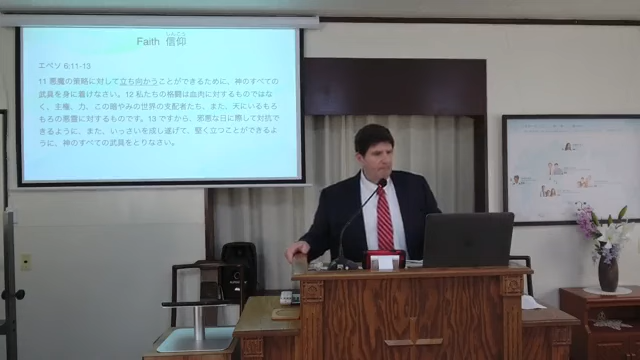 しんこう
Faith 信仰
エペソ 6:11-13
11 悪魔の策略に対して立ち向かうことができるために、神のすべての
武具を身に着けなさい。12 私たちの格闘は血肉に対するものではな
く、主権、力、この暗やみの世界の支配者たち、また、天にいるもろ
もろの悪霊に対するものです。13 ですから、邪悪な日に際して対抗で
きるように、また、いっさいを成し遂げて、堅く立つことができるよ
うに、神のすべての武具をとりなさい。